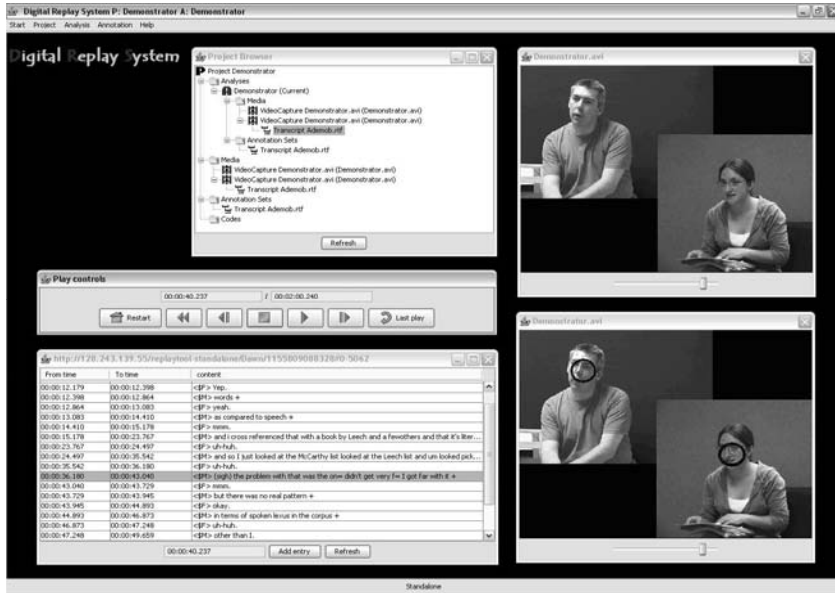 Digital Replay System P: Demonstrator A: Demonstrator
Start Project Analysis Annotation Help
Digital Replay System
Project Browser
Project Demonstrator
Analyses
Demonstrator (Current)
Media
VideoCapture Demonstrator.avi (Demonstrator.avi)
VideoCapture Demonstrator.avi (Demonstrator.avi)
Transcript Ademob.rtf
Annotation Sets
Transcript Ademob.rtf
Media
VideoCapture Demonstrator.avi (Demonstrator.avi)
VideoCapture Demonstrator.avi (Demonstrator.avi)
Transcript Ademob.rtf
Annotation Sets
Transcript Ademob.rtf
Codes
Refresh
Demonstrator.avi
Play controls
00:00:40.237 / 00:02:00.240
Restart Last play
Demonstrator.avi
http://128.243.139.55/replaytool-standalone/Dawn/1155809088328/0-5062
From time To time content
00:00:12.179 00:00:12.398 <$F> Yep.
00:00:12.398 00:00:12.864 <$M> words +
00:00:12.864 00:00:13.083 <$F> yeah.
00:00:13.083 00:00:14.410 <$M> as compared to speech +
00:00:14.410 00:00:15.178 <$F> mmm.
00:00:15.178 00:00:23.767 <$M> and i cross referenced that with a book by Leech and a fewothers and that it's liter...
00:00:23.767 00:00:24.497 <$F> uh-huh.
00:00:24.497 00:00:35.542 <$M> and so I just looked at the McCarthy list looked at the Leech list and um looked pick...
00:00:35.542 00:00:36.180 <$F> uh-huh.
00:00:36.180 00:00:43.040 <$M> (sigh) the problem with that was the on= didn't get very f= I got far with it +
00:00:43.040 00:00:43.729 <$F> mmm.
00:00:43.729 00:00:43.945 <$M> but there was no real pattern +
00:00:43.945 00:00:44.893 <$F> okay.
00:00:44.893 00:00:46.873 <$M> in terms of spoken lexus in the corpus +
00:00:46.873 00:00:47.248 <$F> uh-huh.
00:00:47.248 00:00:49.659 <$M> other than I.
00:00:40.237 Add entry Refresh
Standalone